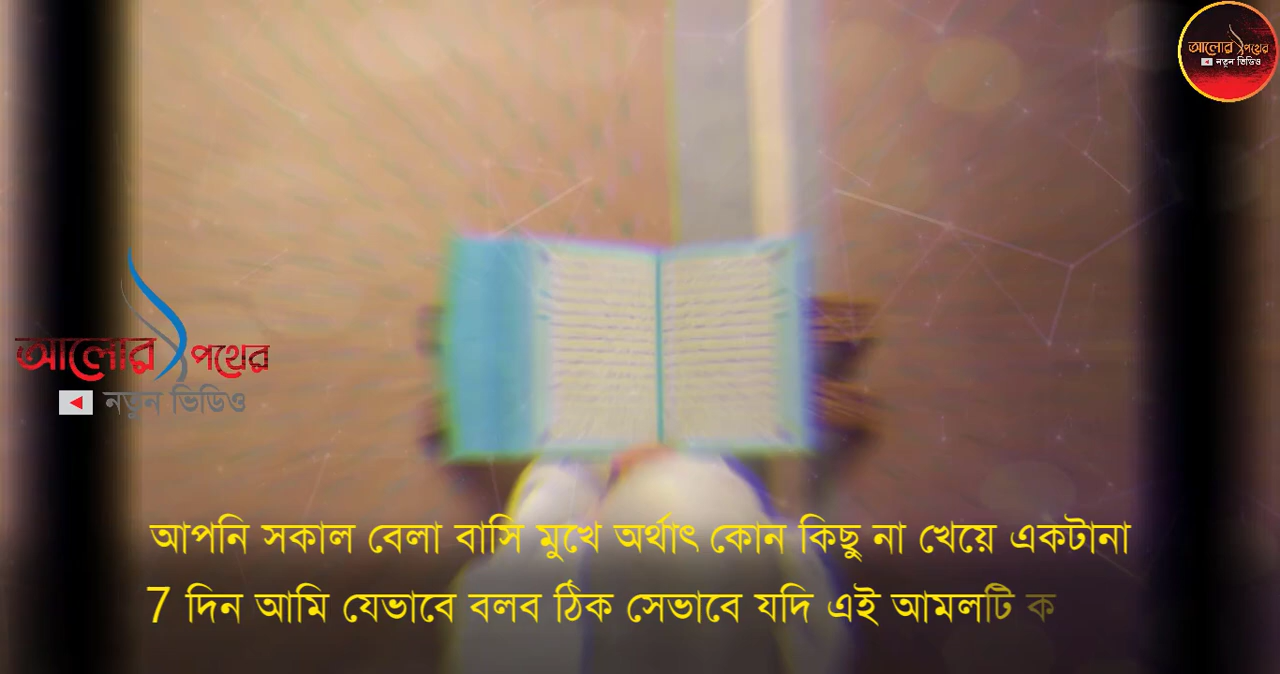 আলোর পথের
নতুন ভিডিও
আলোর পথের
নতুন ভিডিও
আপনি সকাল বেলা বাসি মুখে অর্থাৎ কোন কিছু না খেয়ে একটানা
7 দিন আমি যেভাবে বলব ঠিক সেভাবে যদি এই আমলটি ক